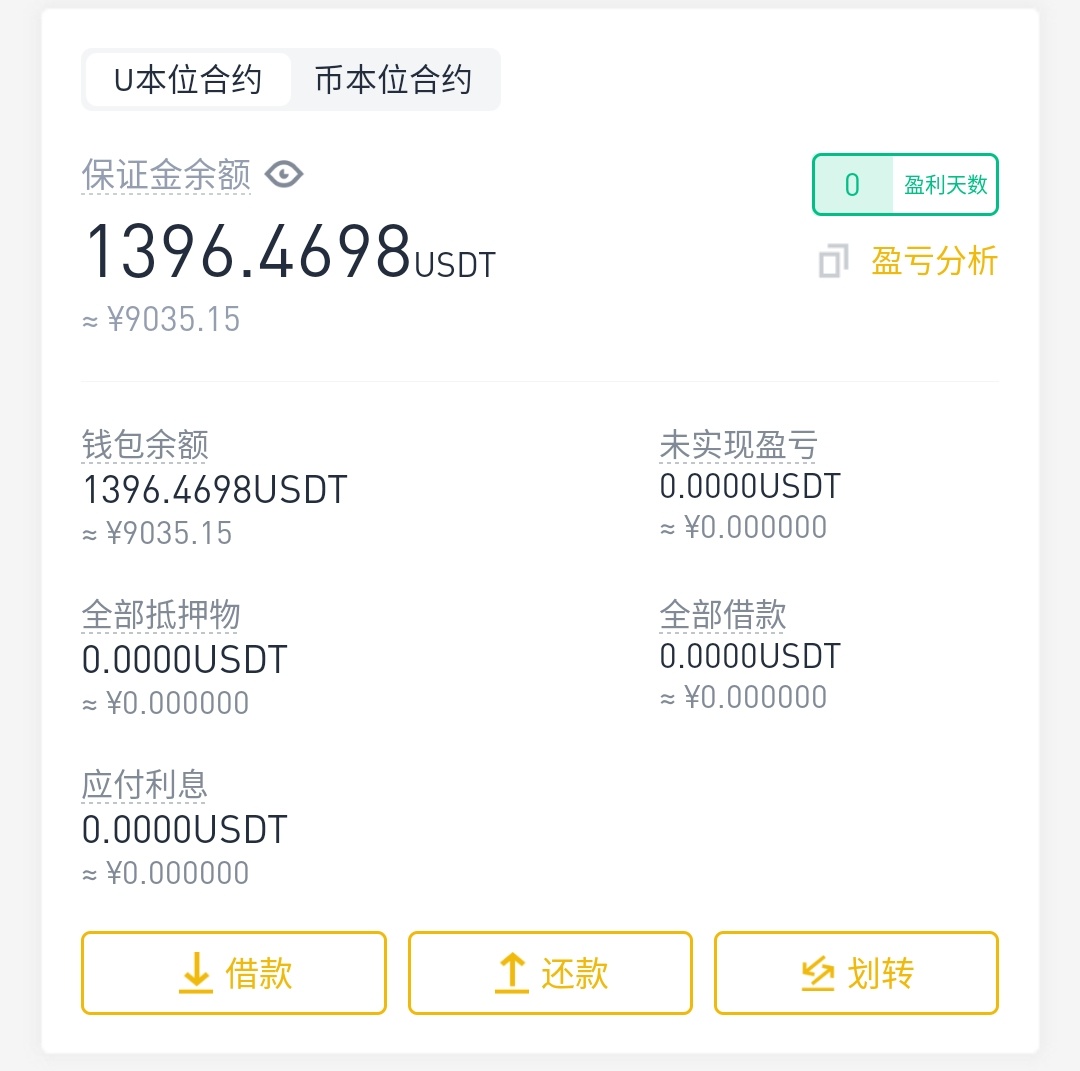 U本位合约 币本位合约
保证金余额
0 盈利天数
1396.4698USDT
盈亏分析
≈ ¥9035.15
钱包余额 未实现盈亏
1396.4698USDT 0.0000USDT
≈ ¥9035.15 ≈ ¥0.000000
全部抵押物 全部借款
0.0000USDT 0.0000USDT
≈ ¥0.000000 ≈ ¥0.000000
应付利息
0.0000USDT
≈ ¥0.000000
借款 还款 划转